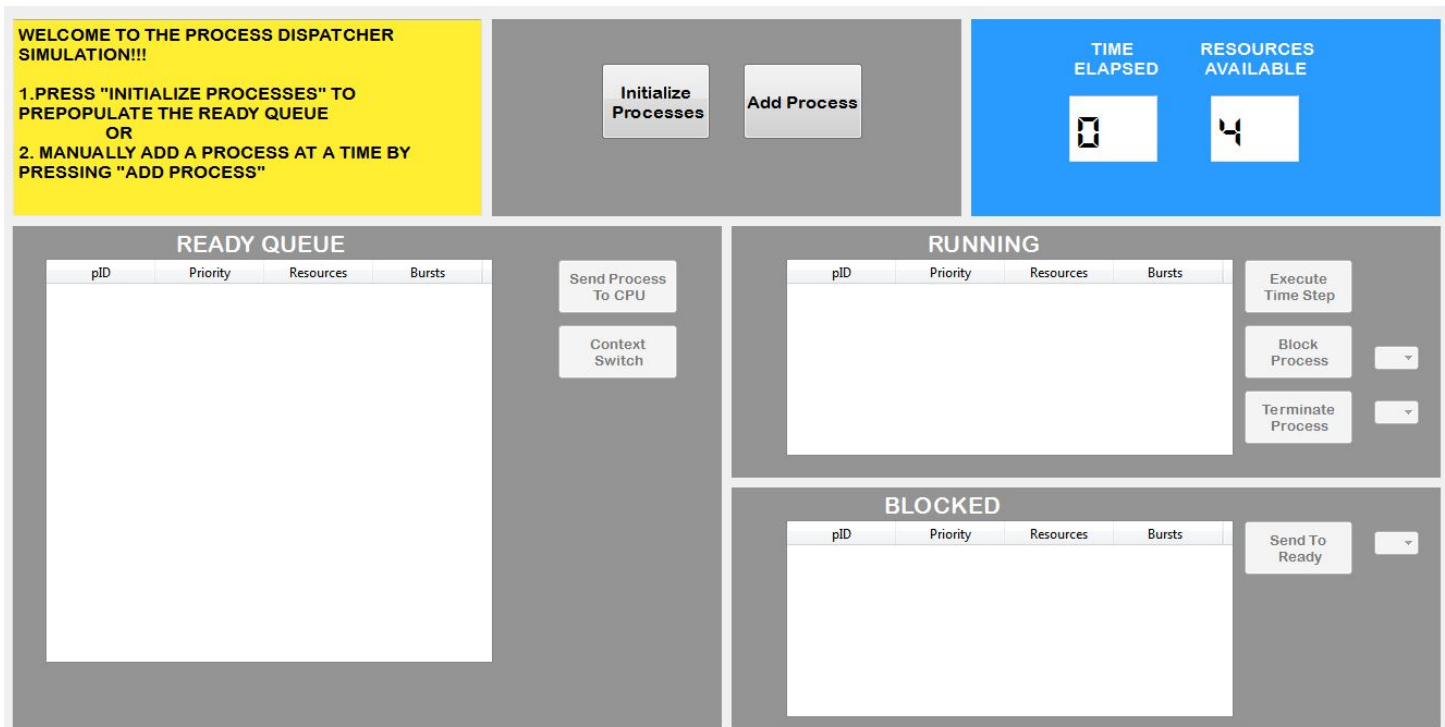 WELCOME TO THE PROCESS DISPATCHER
SIMULATION!!!
1.PRESS "INITIALIZE PROCESSES" TO
PREPOPULATE THE READY QUEUE
OR
2. MANUALLY ADD A PROCESS AT A TIME BY
PRESSING "ADD PROCESS"
Initialize
Processes
Add Process
TIME
ELAPSED
RESOURCES
AVAILABLE
0
4
READY QUEUE
pID Priority Resources Bursts
Send Process
To CPU
Context
Switch
RUNNING
pID Priority Resources Bursts
Execute
Time Step
Block
Process
Terminate
Process
BLOCKED
pID Priority Resources Bursts
Send To
Ready